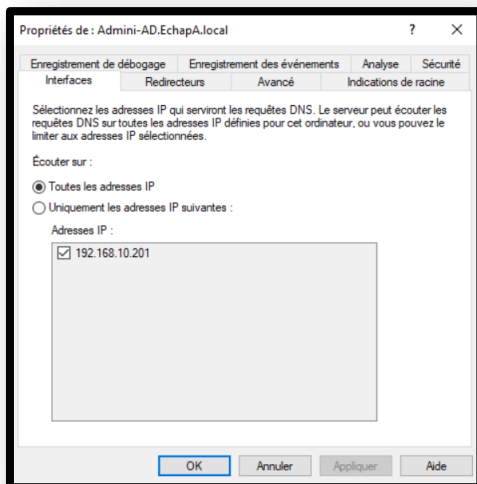 Propriétés de : Admini-AD.EchapA.local ? ✕
Enregistrement de débogage Enregistrement des événements Analyse Sécurité
Interfaces Redirecteurs Avancé Indications de racine
Sélectionnez les adresses IP qui serviront les requêtes DNS. Le serveur peut écouter les
requêtes DNS sur toutes les adresses IP définies pour cet ordinateur, ou vous pouvez le
limiter aux adresses IP sélectionnées.
Écouter sur :
Toutes les adresses IP
Uniquement les adresses IP suivantes :
Adresses IP :
192.168.10.201
OK Annuler Appliquer Aide